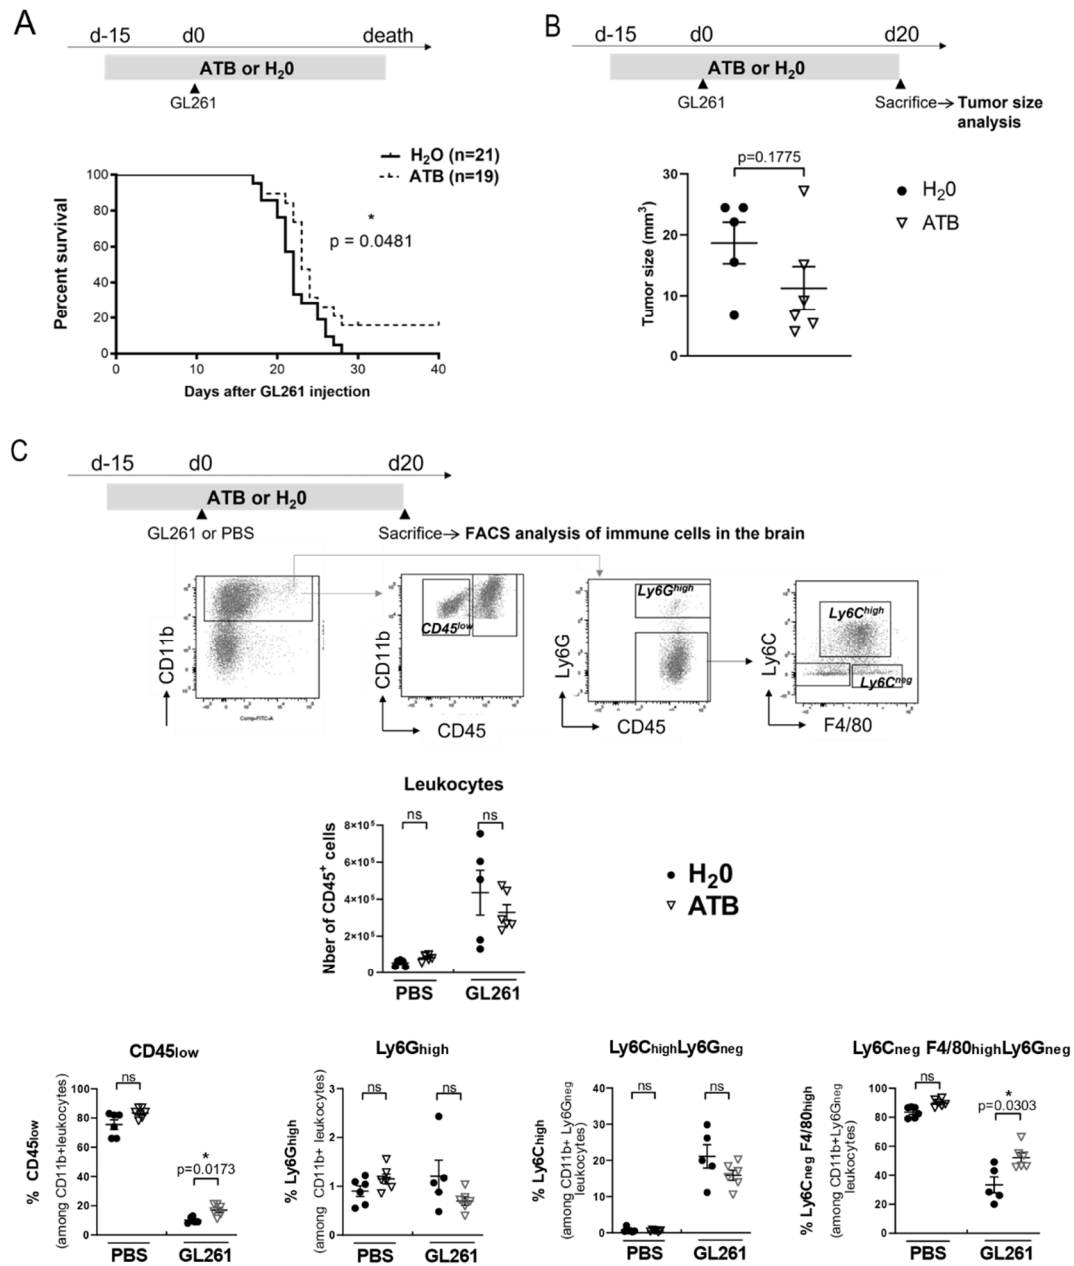 A
d-15 d0 death
ATB or H20
GL261
H2O (n=21)
ATB (n=19)
*
p = 0.0481
Percent survival
100
80
60
40
20
0
0 10 20 30 40
Days after GL261 injection
B
d-15 d0 d20
ATB or H20
GL261
Sacrifice→ Tumor size
analysis
p=0.1775
H20
ATB
Tumor size (mm3)
30
20
10
0
C
d-15 d0 d20
ATB or H20
GL261 or PBS
Sacrifice→ FACS analysis of immune cells in the brain
CD11b
Comp-FITC-A
CD45low
CD11b
CD45
Ly6Ghigh
Ly6G
CD45
Ly6Chigh
Ly6Cneg
Ly6C
F4/80
Leukocytes
ns ns
Nber of CD45+ cells
8×105
6×105
4×105
2×105
0
PBS GL261
H20
ATB
CD45low
ns
*
p=0.0173
% CD45low
(among CD11b+leukocytes)
100
80
60
40
20
0
PBS GL261
Ly6Ghigh
ns ns
% Ly6Ghigh
(among CD11b+ leukocytes)
3
2
1
0
PBS GL261
Ly6ChighLy6Gneg
ns ns
% Ly6Chigh
(among CD11b+ Ly6Gneg
leukocytes)
40
30
20
10
0
PBS GL261
Ly6Cneg F4/80highLy6Gneg
ns
*
p=0.0303
% Ly6Cneg F4/80high
(among CD11b+Ly6Gneg
leukocytes)
100
80
60
40
20
0
PBS GL261